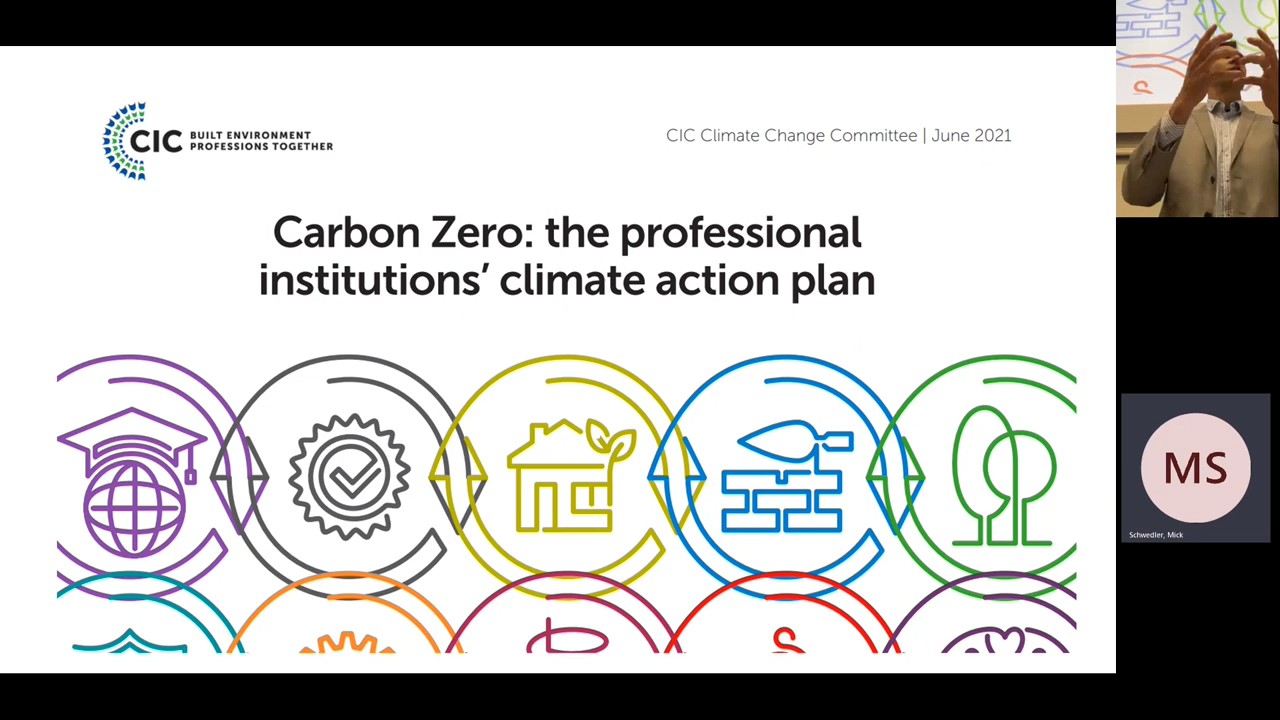 CIC BUILT ENVIRONMENT
PROFESSIONS TOGETHER
CIC Climate Change Committee | June 2021
Carbon Zero: the professional
institutions’ climate action plan
MS
Schwedler, Mick